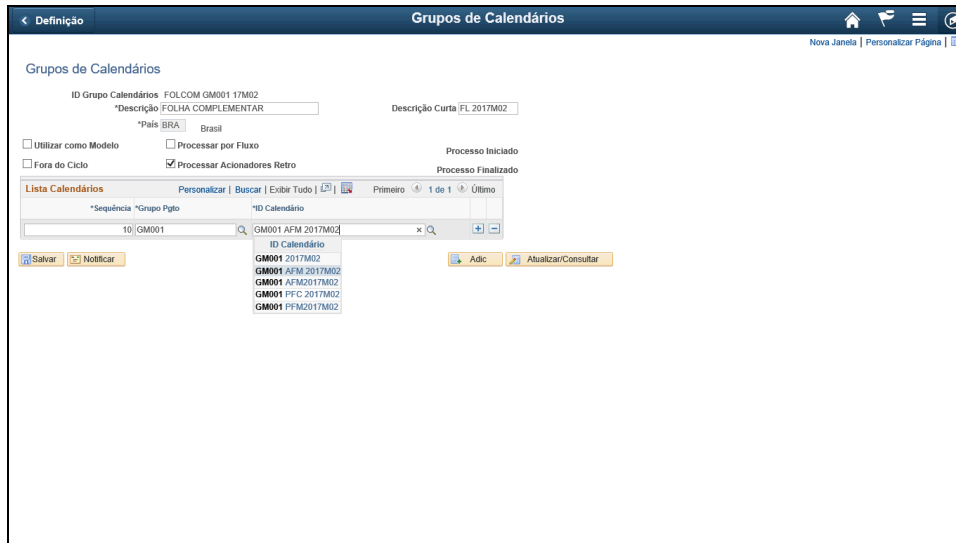 Definição
Grupos de Calendários
Nova Janela | Personalizar Página |
Grupos de Calendários
ID Grupo Calendários FOLCOM GM001 17M02
*Descrição FOLHA COMPLEMENTAR Descrição Curta FL 2017M02
*País BRA Brasil
Utilizar como Modelo Processar por Fluxo Processo Iniciado
Fora do Ciclo Processar Acionadores Retro Processo Finalizado
Lista Calendários Personalizar | Buscar | Exibir Tudo | | Primeiro 1 de 1 Último
*Sequência *Grupo Pgto *ID Calendário
10 GM001 GM001 AFM 2017M02 x
ID Calendário
GM001 2017M02
GM001 AFM 2017M02
GM001 AFM2017M02
GM001 PFC 2017M02
GM001 PFM2017M02
Salvar Notificar Adic Atualizar/Consultar